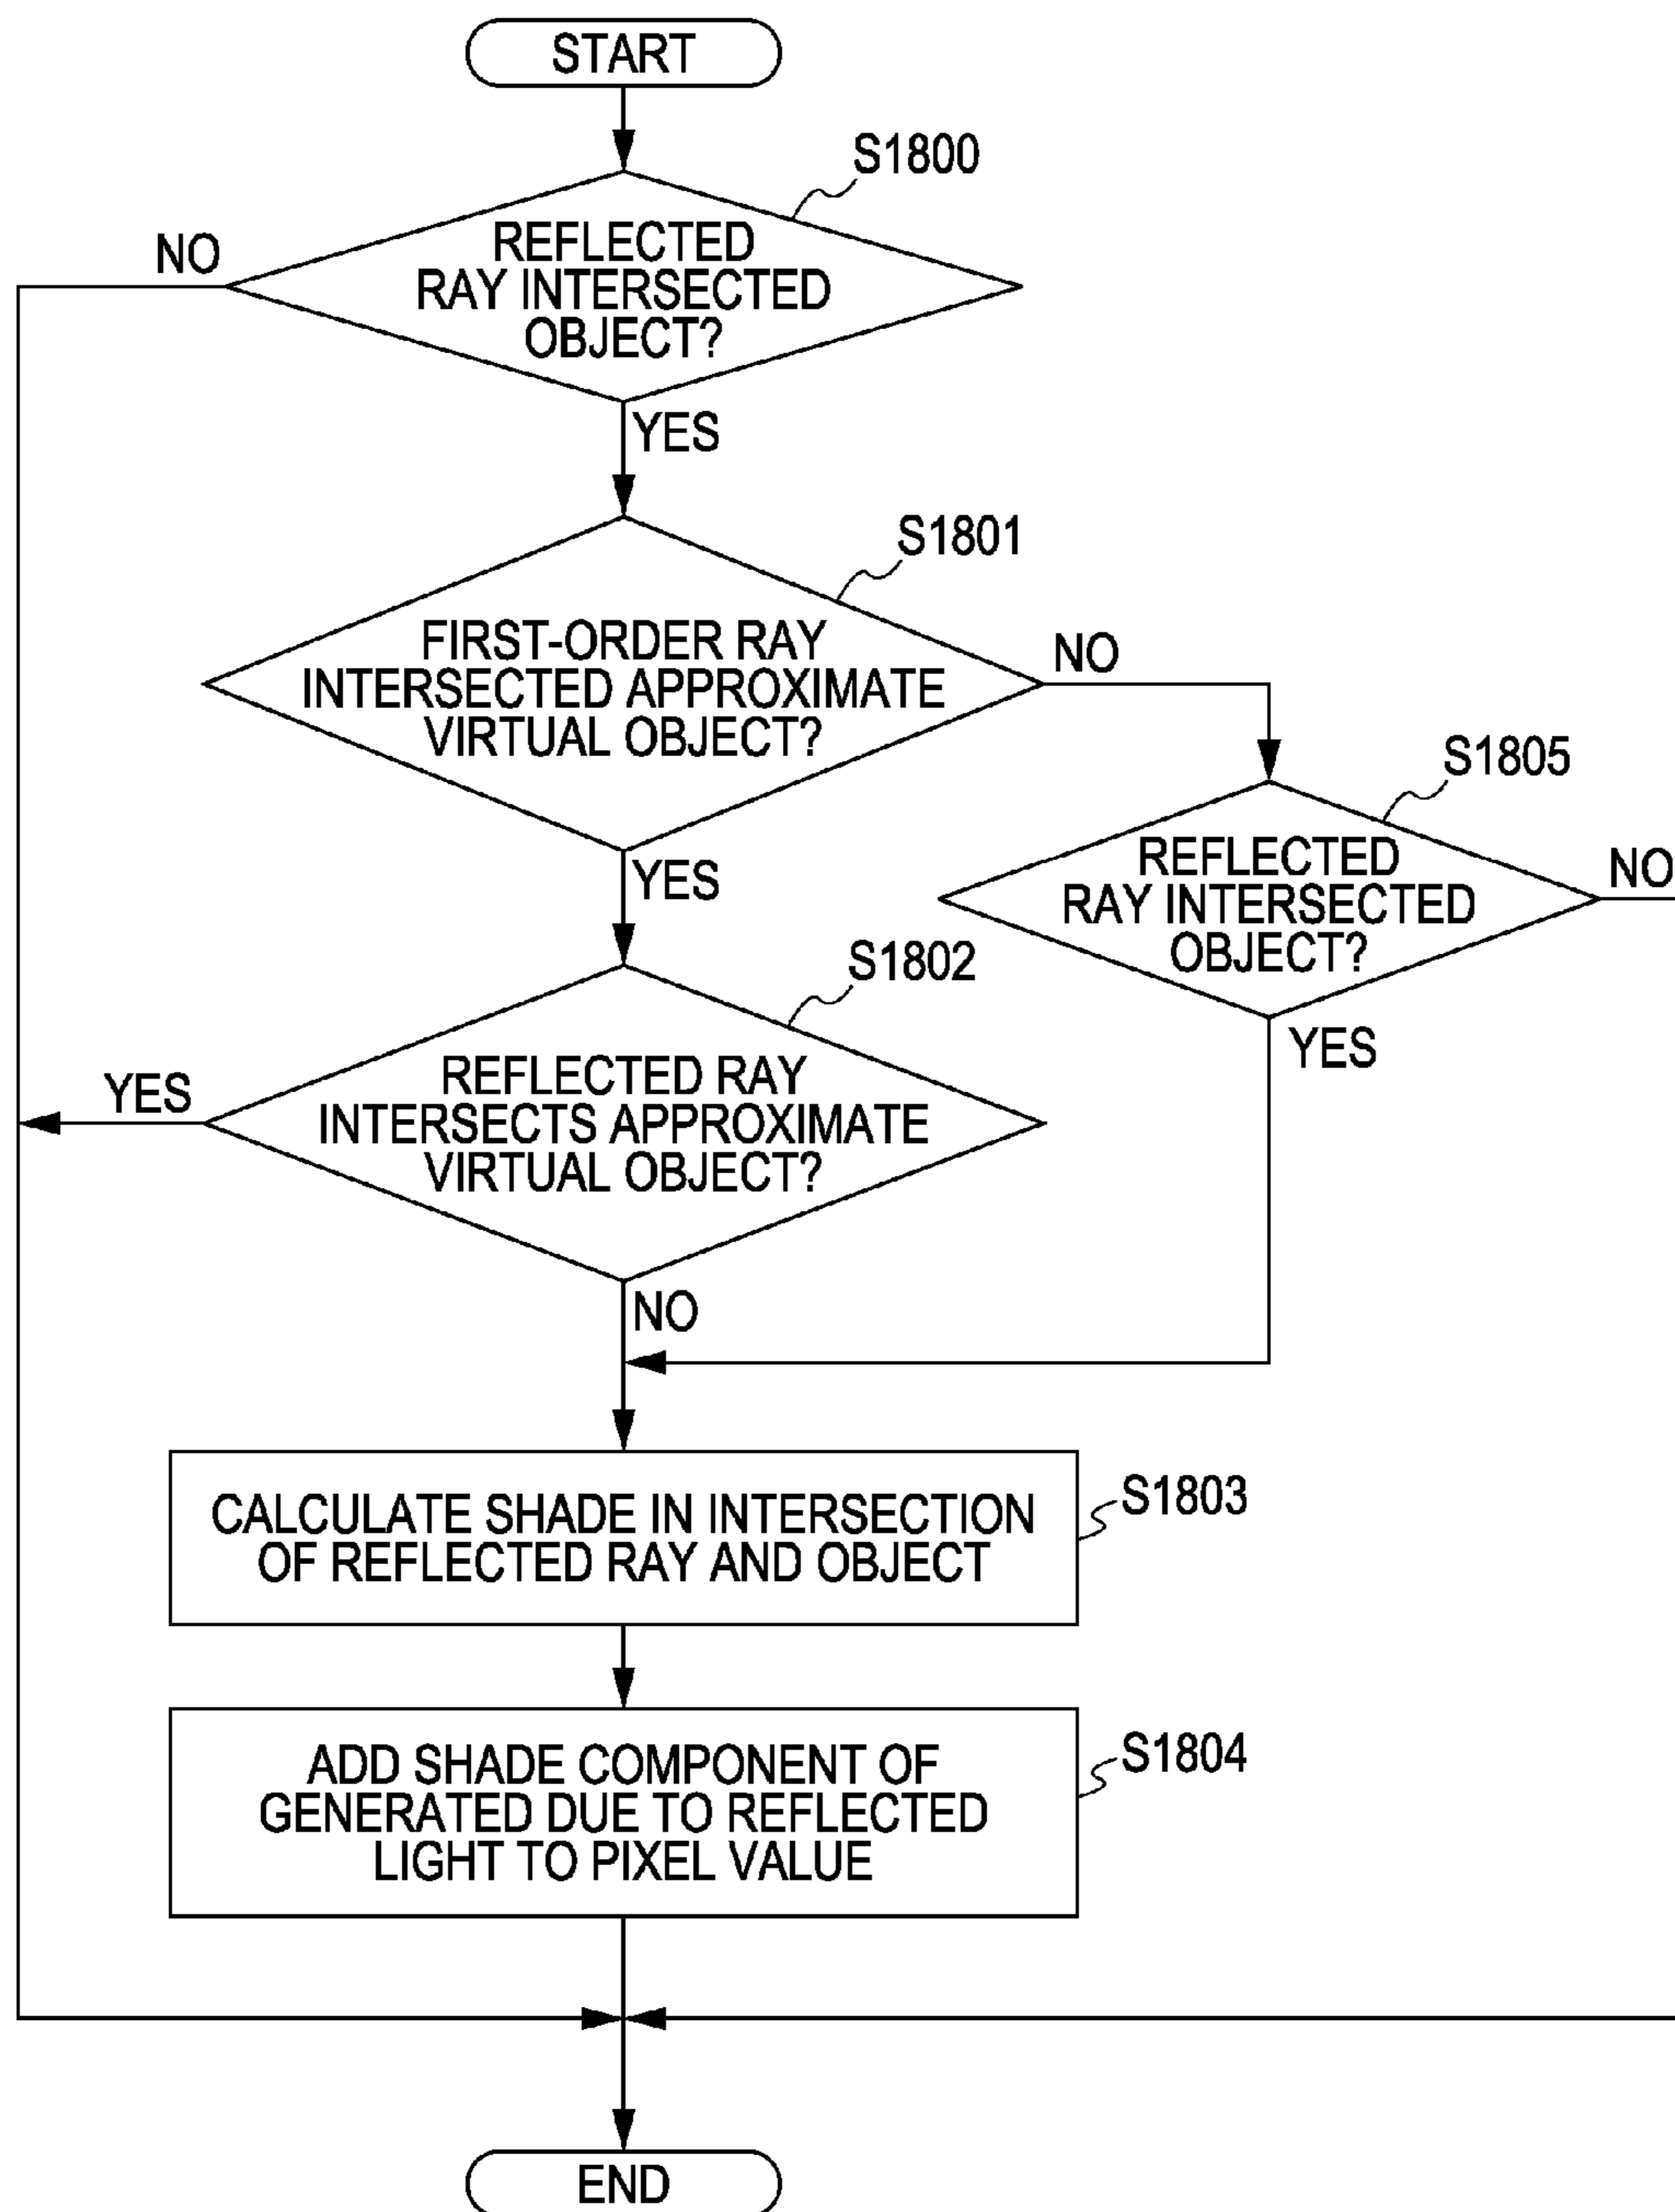 START
S1800
NO
REFLECTED
RAY INTERSECTED
OBJECT?
YES
S1801
FIRST-ORDER RAY
INTERSECTED APPROXIMATE
VIRTUAL OBJECT?
NO
YES
S1805
REFLECTED
RAY INTERSECTED
OBJECT?
NO
YES
S1802
REFLECTED RAY
INTERSECTS APPROXIMATE
VIRTUAL OBJECT?
YES
NO
CALCULATE SHADE IN INTERSECTION
OF REFLECTED RAY AND OBJECT
S1803
ADD SHADE COMPONENT OF
GENERATED DUE TO REFLECTED
LIGHT TO PIXEL VALUE
S1804
END